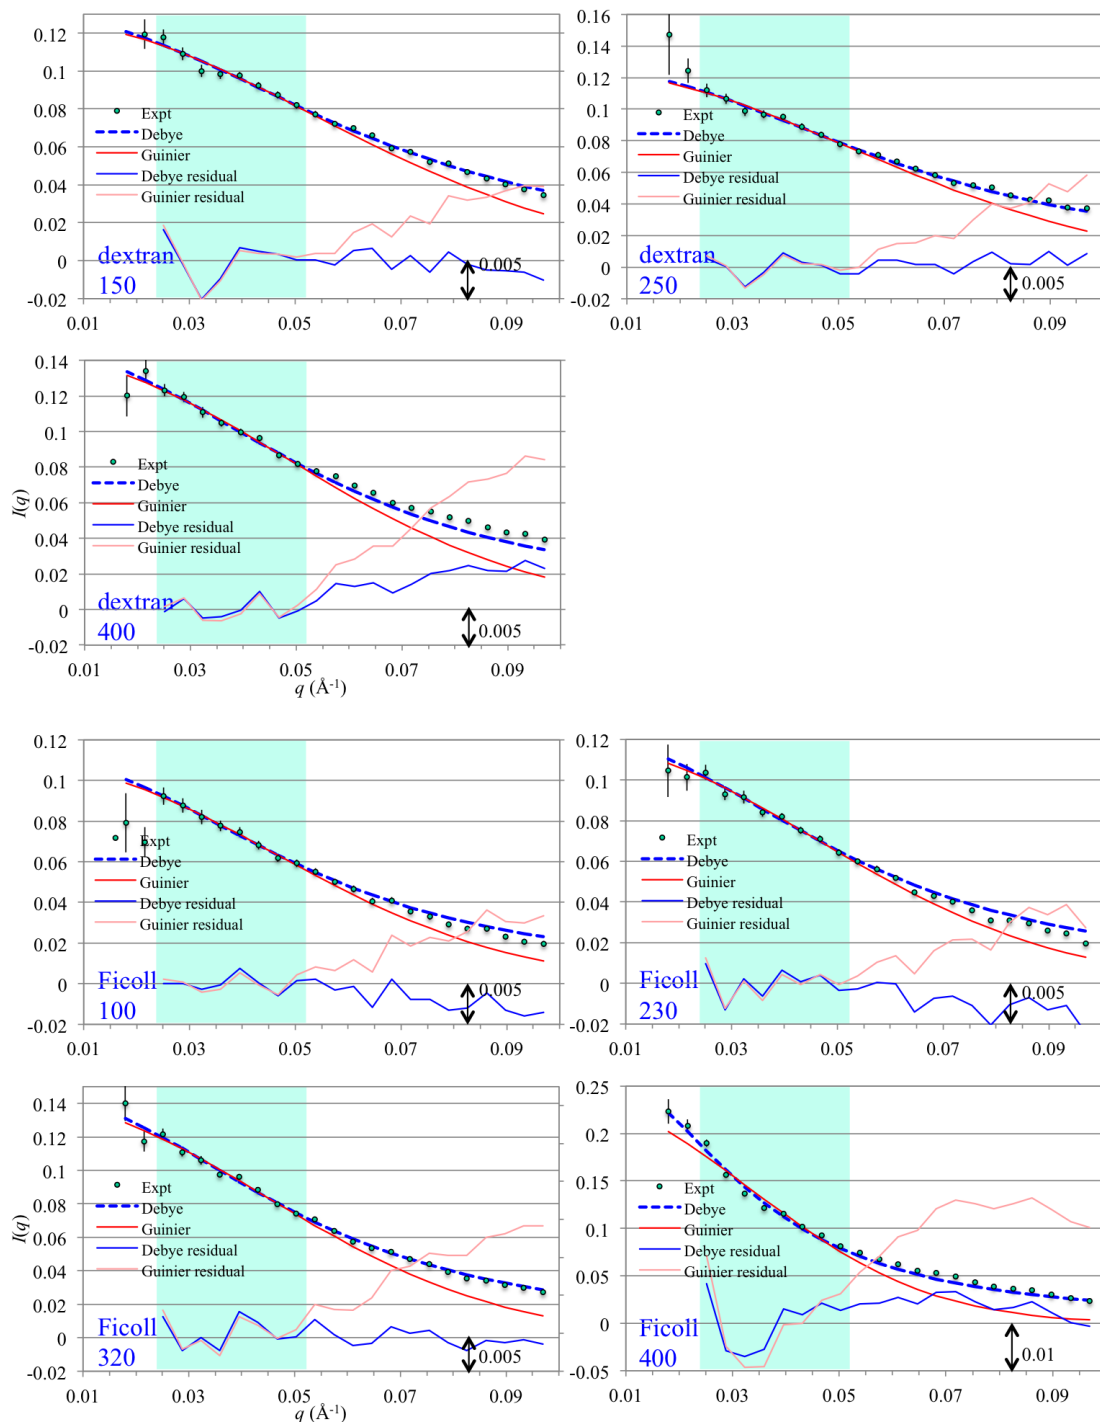 0.12
0.1
0.08
0.06
0.04
0.02
0
-0.02
Expt
Debye
Guinier
Debye residual
Guinier residual
dextran
150
0.005
0.01 0.03 0.05 0.07 0.09
0.16
0.14
0.12
0.1
0.08
0.06
0.04
0.02
0
-0.02
Expt
Debye
Guinier
Debye residual
Guinier residual
dextran
250
0.005
0.01 0.03 0.05 0.07 0.09
0.14
0.12
0.1
0.08
0.06
0.04
0.02
0
-0.02
I(q)
Expt
Debye
Guinier
Debye residual
Guinier residual
dextran
400
0.005
0.01 0.03 0.05 0.07 0.09
q (Å⁻¹)
0.12
0.1
0.08
0.06
0.04
0.02
0
-0.02
Expt
Debye
Guinier
Debye residual
Guinier residual
Ficoll
100
0.005
0.01 0.03 0.05 0.07 0.09
0.12
0.1
0.08
0.06
0.04
0.02
0
-0.02
Expt
Debye
Guinier
Debye residual
Guinier residual
Ficoll
230
0.005
0.01 0.03 0.05 0.07 0.09
0.14
0.12
0.1
0.08
0.06
0.04
0.02
0
-0.02
I(q)
Expt
Debye
Guinier
Debye residual
Guinier residual
Ficoll
320
0.005
0.01 0.03 0.05 0.07 0.09
q (Å⁻¹)
0.25
0.2
0.15
0.1
0.05
0
-0.05
Expt
Debye
Guinier
Debye residual
Guinier residual
Ficoll
400
0.01
0.01 0.03 0.05 0.07 0.09